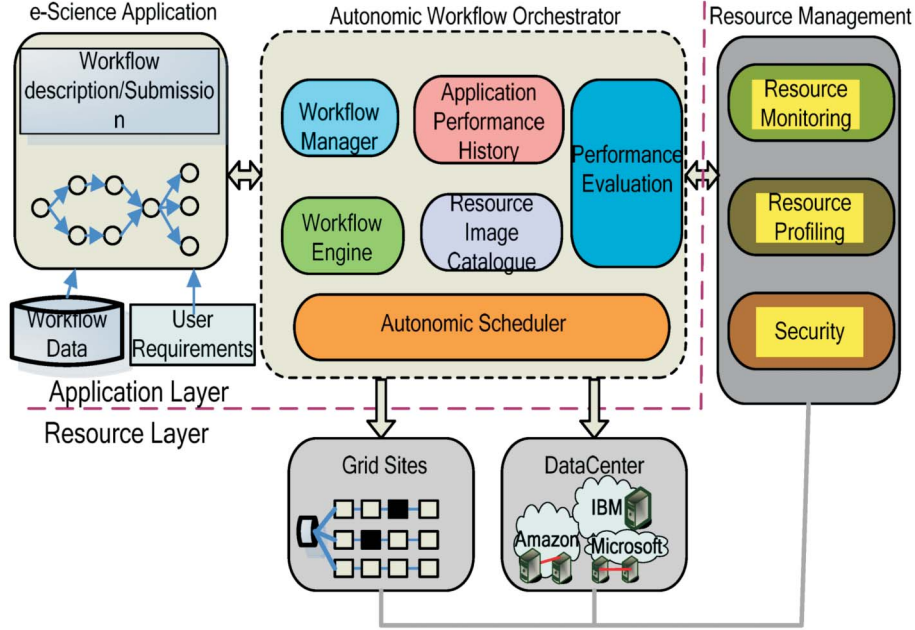 e-Science Application
Autonomic Workflow Orchestrator
Resource Management
Workflow
description/Submissio
n
Workflow
Manager
Application
Performance
History
Performance
Evaluation
Workflow
Engine
Resource
Image
Catalogue
Autonomic Scheduler
Resource
Monitoring
Resource
Profiling
Security
Workflow
Data
User
Requirements
Application Layer
Resource Layer
Grid Sites
DataCenter
IBM
Amazon
Microsoft